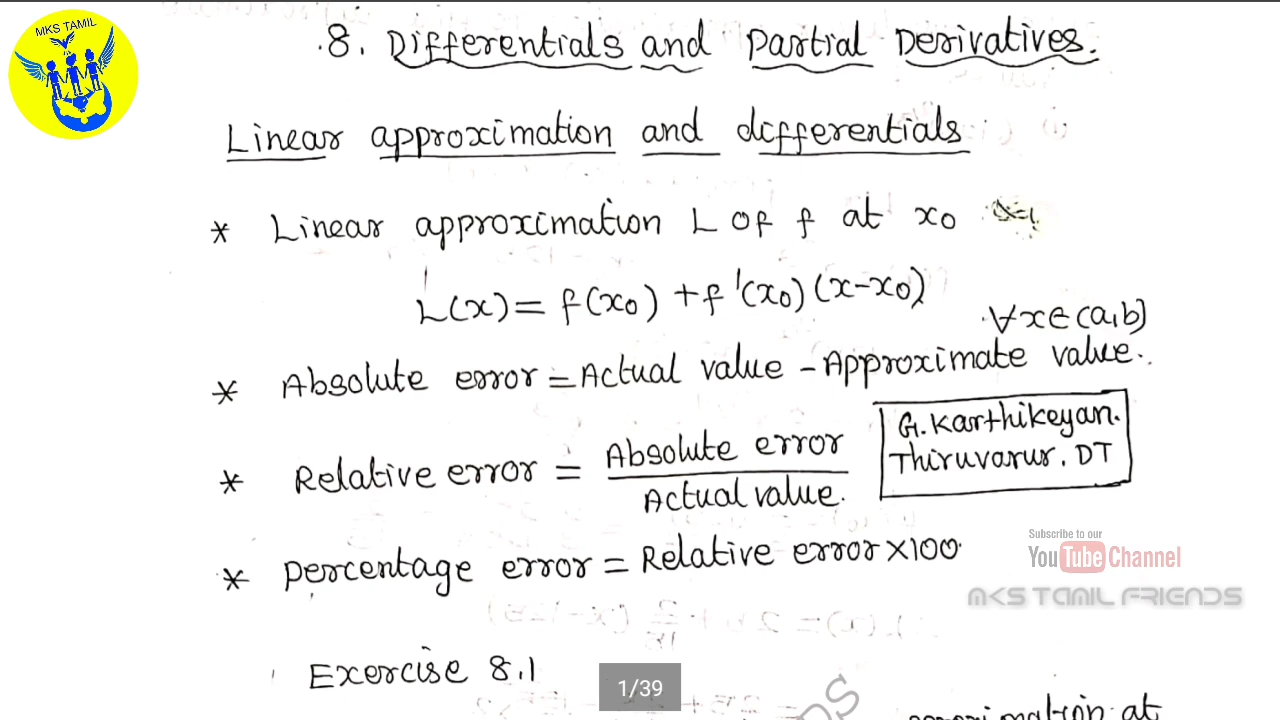 MKS TAMIL
8. Differentials and Partial Derivatives.
Linear approximation and differentials
* Linear approximation L of f at x₀
L(x) = f(x₀) + f'(x₀) (x-x₀)
∀x∈(a,b)
* Absolute error = Actual value - Approximate value.
G. Karthikeyan.
Thiruvarur. DT
* Relative error = Absolute error / Actual value.
Subscribe to our
YouTube Channel
* Percentage error = Relative error × 100
MKS TAMIL FRIENDS
Exercise 8.1
1/39
approximation at